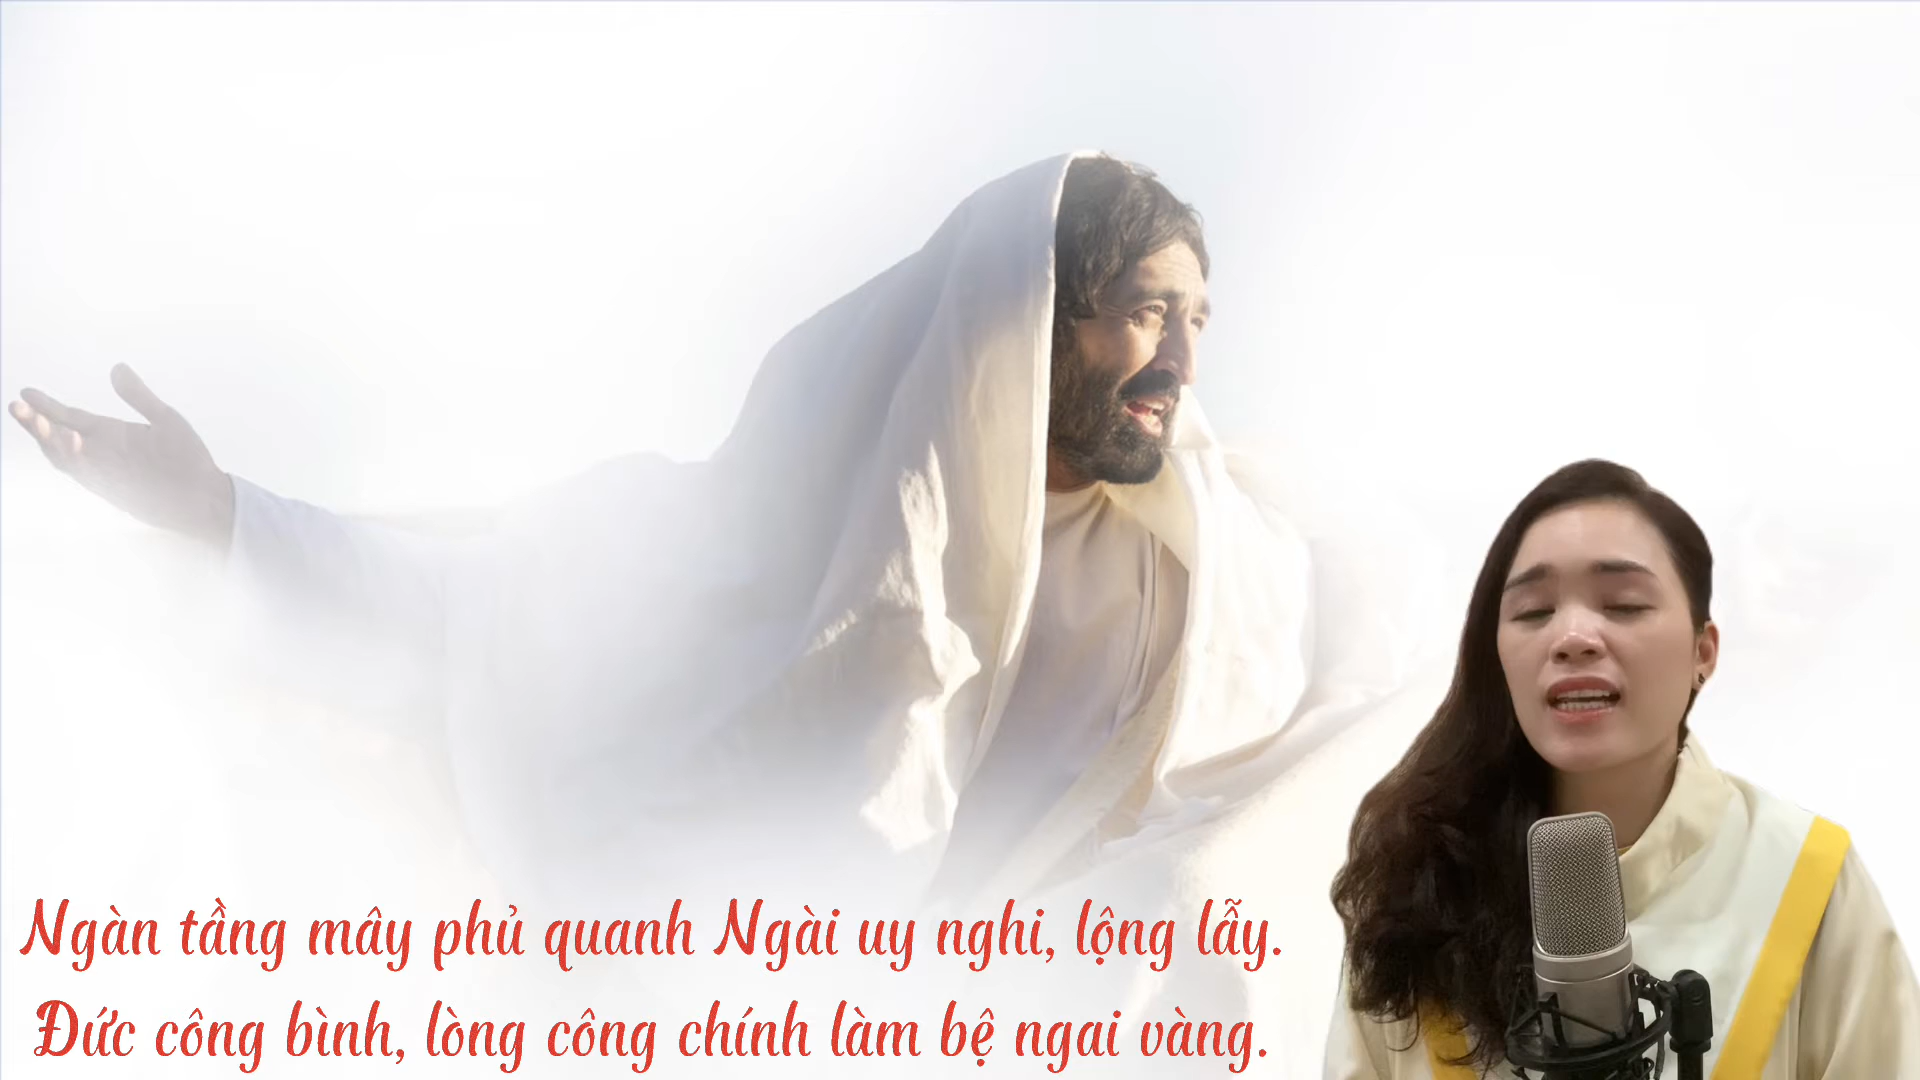 Ngàn tầng mây phủ quanh Ngài uy nghi, lộng lẫy.
Đức công bình, lòng công chính làm bệ ngai vàng.